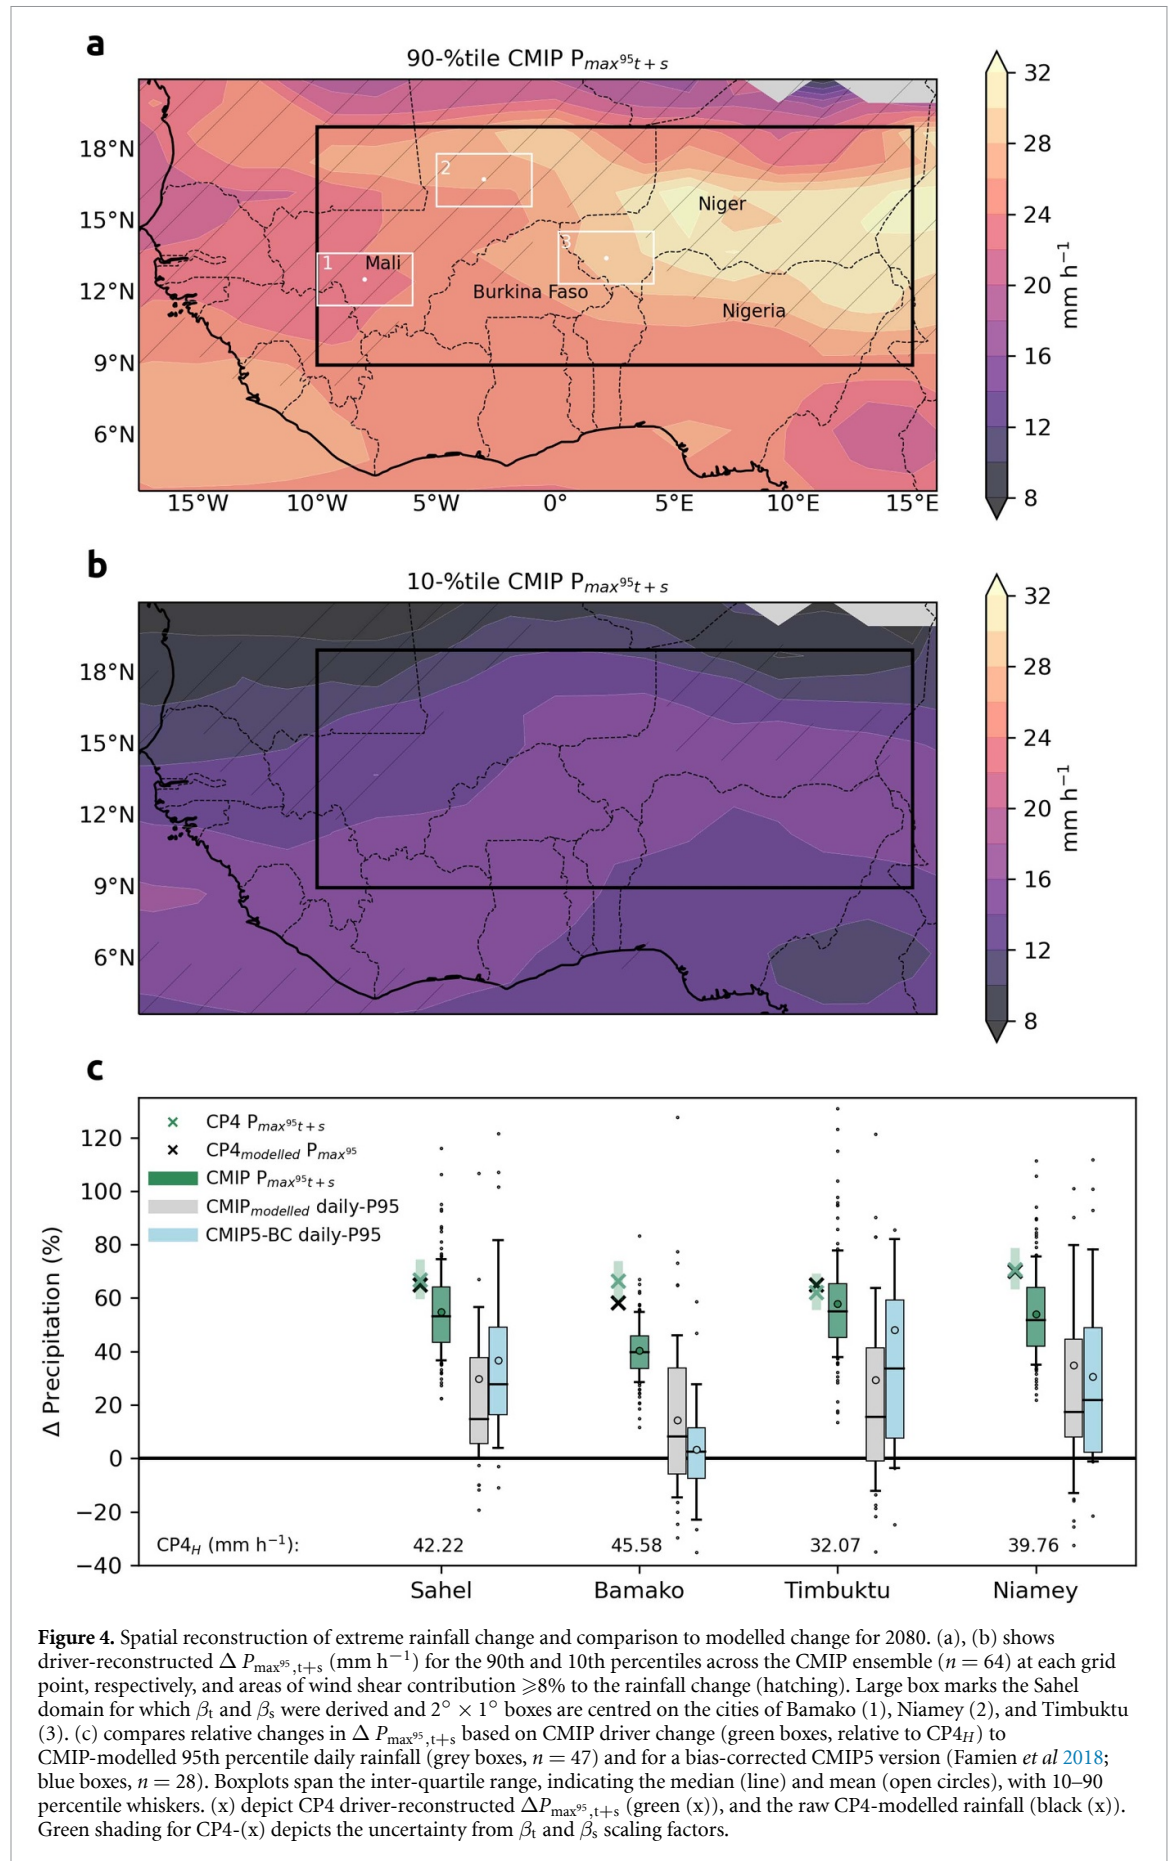 a
90-%tile CMIP P_max⁹⁵t+s
18°N
15°N
12°N
9°N
6°N
2
1
3
Mali
Niger
Burkina Faso
Nigeria
15°W 10°W 5°W 0° 5°E 10°E 15°E
32
28
24
20
16
12
8
mm h⁻¹
b
10-%tile CMIP P_max⁹⁵t+s
18°N
15°N
12°N
9°N
6°N
32
28
24
20
16
12
8
mm h⁻¹
c
CP4 P_max⁹⁵t+s
CP4_modelled P_max⁹⁵
CMIP P_max⁹⁵t+s
CMIP_modelled daily-P95
CMIP5-BC daily-P95
Δ Precipitation (%)
120
100
80
60
40
20
0
−20
−40
CP4_H (mm h⁻¹): 42.22 45.58 32.07 39.76
Sahel Bamako Timbuktu Niamey
Figure 4. Spatial reconstruction of extreme rainfall change and comparison to modelled change for 2080. (a), (b) shows
driver-reconstructed Δ P_max⁹⁵,t+s (mm h⁻¹) for the 90th and 10th percentiles across the CMIP ensemble (n = 64) at each grid
point, respectively, and areas of wind shear contribution ⩾8% to the rainfall change (hatching). Large box marks the Sahel
domain for which βt and βs were derived and 2° × 1° boxes are centred on the cities of Bamako (1), Niamey (2), and Timbuktu
(3). (c) compares relative changes in Δ P_max⁹⁵,t+s based on CMIP driver change (green boxes, relative to CP4_H) to
CMIP-modelled 95th percentile daily rainfall (grey boxes, n = 47) and for a bias-corrected CMIP5 version (Famien et al 2018;
blue boxes, n = 28). Boxplots span the inter-quartile range, indicating the median (line) and mean (open circles), with 10–90
percentile whiskers. (x) depict CP4 driver-reconstructed ΔP_max⁹⁵,t+s (green (x)), and the raw CP4-modelled rainfall (black (x)).
Green shading for CP4-(x) depicts the uncertainty from βt and βs scaling factors.